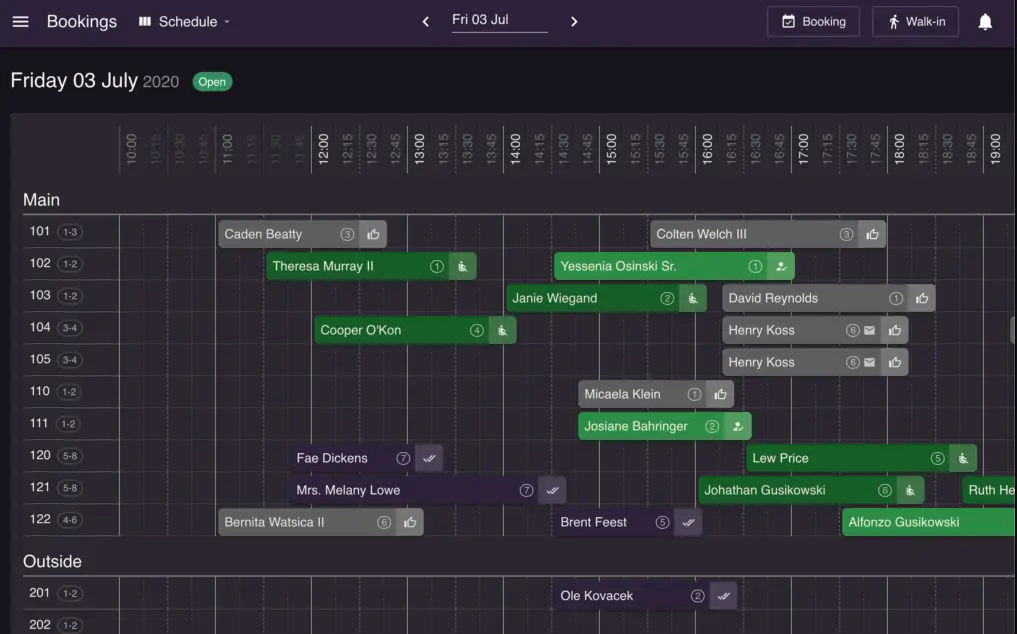 Bookings Schedule Fri 03 Jul Booking Walk-in
Friday 03 July 2020 Open
10:00 10:15 10:30 10:45 11:00 11:15 11:30 11:45 12:00 12:15 12:30 12:45 13:00 13:15 13:30 13:45 14:00 14:15 14:30 14:45 15:00 15:15 15:30 15:45 16:00 16:15 16:30 16:45 17:00 17:15 17:30 17:45 18:00 18:15 18:30 18:45 19:00
Main
101 1-3 Caden Beatty 3 Colten Welch III 3
102 1-2 Theresa Murray II 1 Yessenia Osinski Sr. 1
103 1-2 Janie Wiegand 2 David Reynolds 1
104 3-4 Cooper O'Kon 4 Henry Koss 6
105 3-4 Henry Koss 6
110 1-2 Micaela Klein 1
111 1-2 Josiane Bahringer 2
120 5-8 Fae Dickens 7 Lew Price 5
121 5-8 Mrs. Melany Lowe 7 Johathan Gusikowski 6 Ruth He
122 4-6 Bernita Watsica II 6 Brent Feest 5 Alfonzo Gusikowski
Outside
201 1-2 Ole Kovacek 2
202 1-2